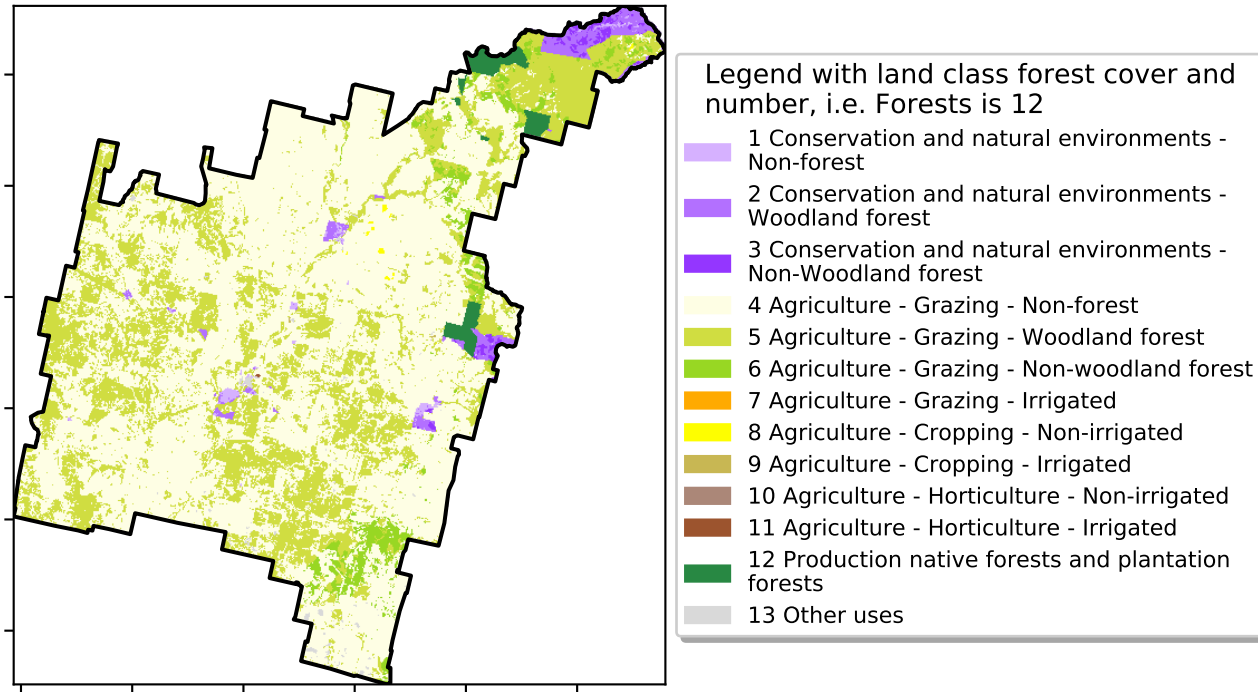 Legend with land class forest cover and
number, i.e. Forests is 12
1 Conservation and natural environments -
Non-forest
2 Conservation and natural environments -
Woodland forest
3 Conservation and natural environments -
Non-Woodland forest
4 Agriculture - Grazing - Non-forest
5 Agriculture - Grazing - Woodland forest
6 Agriculture - Grazing - Non-woodland forest
7 Agriculture - Grazing - Irrigated
8 Agriculture - Cropping - Non-irrigated
9 Agriculture - Cropping - Irrigated
10 Agriculture - Horticulture - Non-irrigated
11 Agriculture - Horticulture - Irrigated
12 Production native forests and plantation
forests
13 Other uses